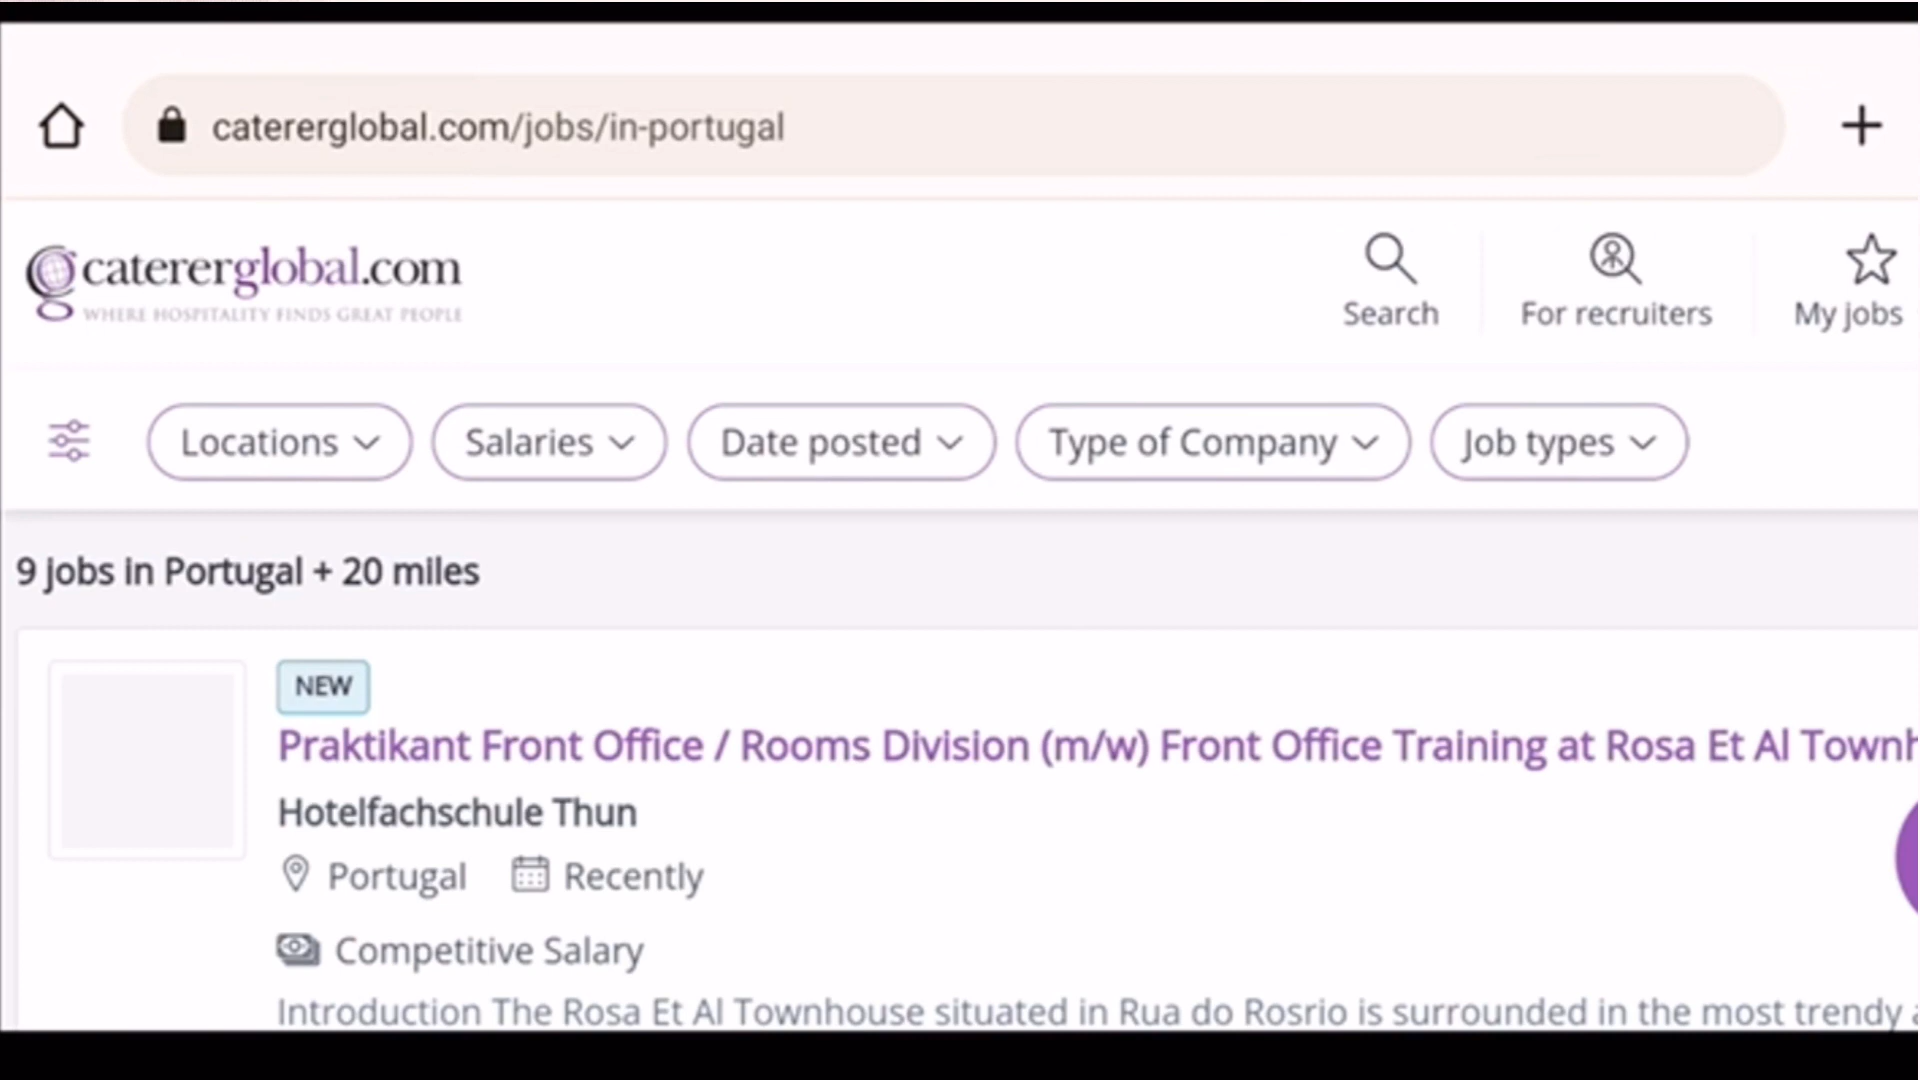 catererglobal.com/jobs/in-portugal
catererglobal.com
WHERE HOSPITALITY FINDS GREAT PEOPLE
Search
For recruiters
My jobs
Locations
Salaries
Date posted
Type of Company
Job types
9 jobs in Portugal + 20 miles
NEW
Praktikant Front Office / Rooms Division (m/w) Front Office Training at Rosa Et Al Townh
Hotelfachschule Thun
Portugal
Recently
Competitive Salary
Introduction The Rosa Et Al Townhouse situated in Rua do Rosrio is surrounded in the most trendy a